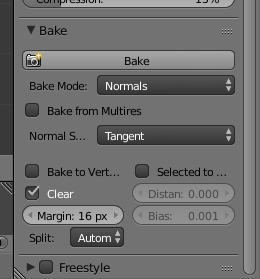 Compression: 15%
Bake
Bake
Bake Mode: Normals
Bake from Multires
Normal S... Tangent
Bake to Vert... Selected to ...
Clear Distan: 0.000
Margin: 16 px Bias: 0.001
Split: Autom
Freestyle